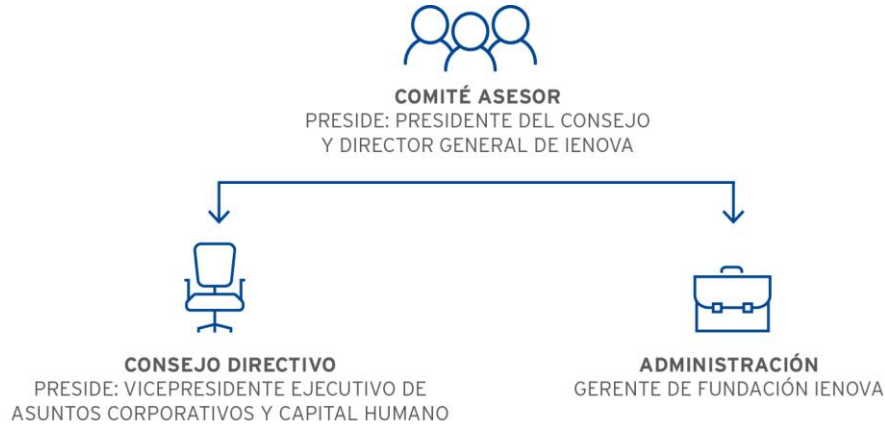 COMITÉ ASESOR
PRESIDE: PRESIDENTE DEL CONSEJO
Y DIRECTOR GENERAL DE IENOVA
CONSEJO DIRECTIVO
PRESIDE: VICEPRESIDENTE EJECUTIVO DE
ASUNTOS CORPORATIVOS Y CAPITAL HUMANO
ADMINISTRACIÓN
GERENTE DE FUNDACIÓN IENOVA